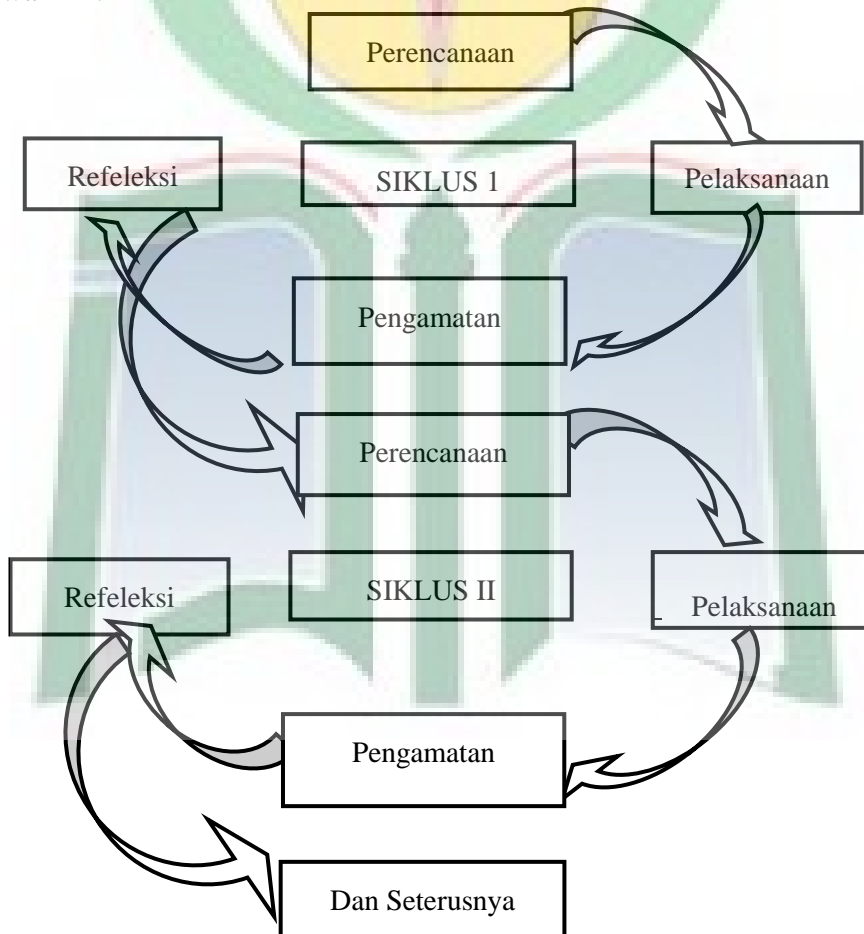 Perencanaan
Refeleksi
SIKLUS 1
Pelaksanaan
Pengamatan
Perencanaan
Refeleksi
SIKLUS II
Pelaksanaan
Pengamatan
Dan Seterusnya